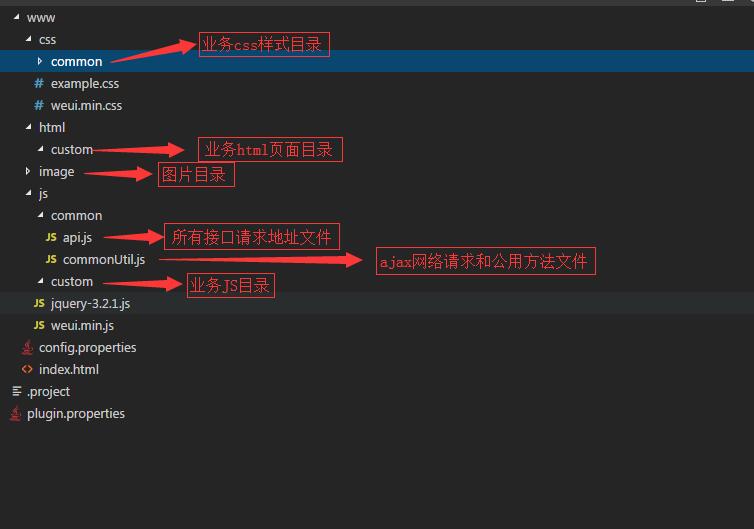 www
css
common
业务css样式目录
example.css
weui.min.css
html
custom
业务html页面目录
image
图片目录
js
common
JS api.js
所有接口请求地址文件
JS commonUtil.js
ajax网络请求和公用方法文件
custom
业务JS目录
JS jquery-3.2.1.js
JS weui.min.js
config.properties
index.html
.project
plugin.properties